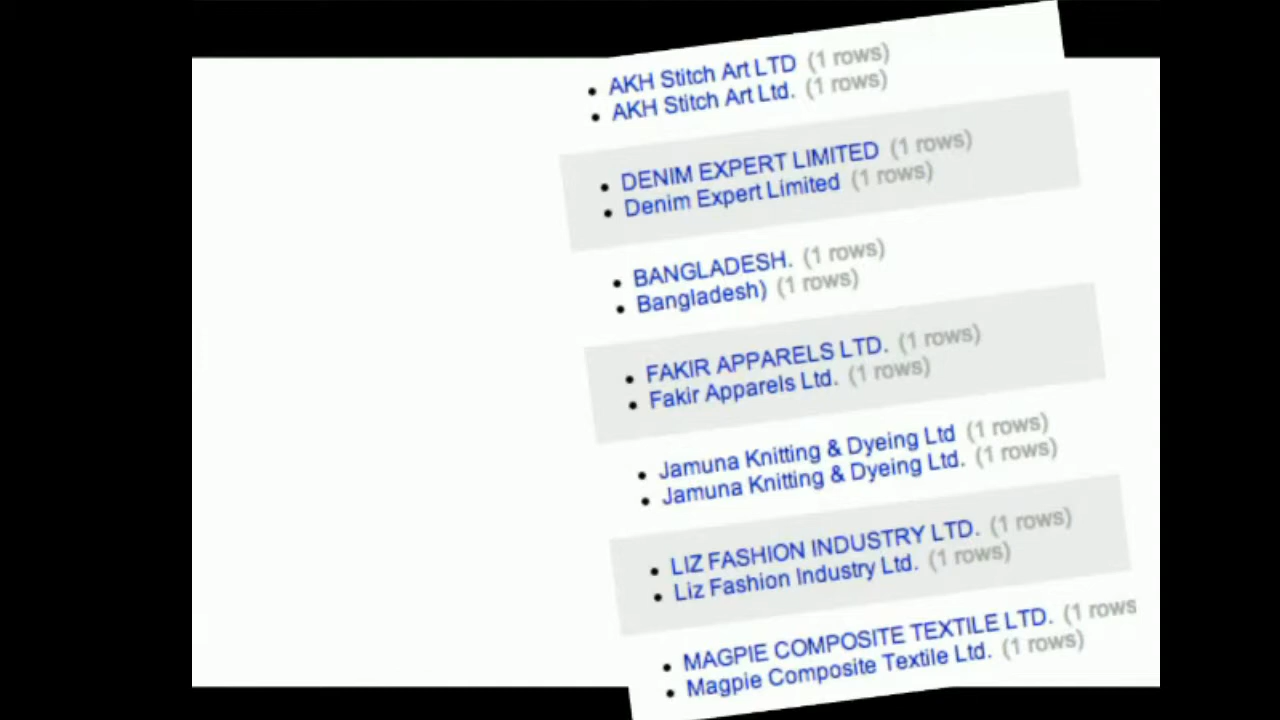 AKH Stitch Art LTD (1 rows)
AKH Stitch Art Ltd. (1 rows)
DENIM EXPERT LIMITED (1 rows)
Denim Expert Limited (1 rows)
BANGLADESH. (1 rows)
Bangladesh) (1 rows)
FAKIR APPARELS LTD. (1 rows)
Fakir Apparels Ltd. (1 rows)
Jamuna Knitting & Dyeing Ltd (1 rows)
Jamuna Knitting & Dyeing Ltd. (1 rows)
LIZ FASHION INDUSTRY LTD. (1 rows)
Liz Fashion Industry Ltd. (1 rows)
MAGPIE COMPOSITE TEXTILE LTD. (1 rows
Magpie Composite Textile Ltd. (1 rows)